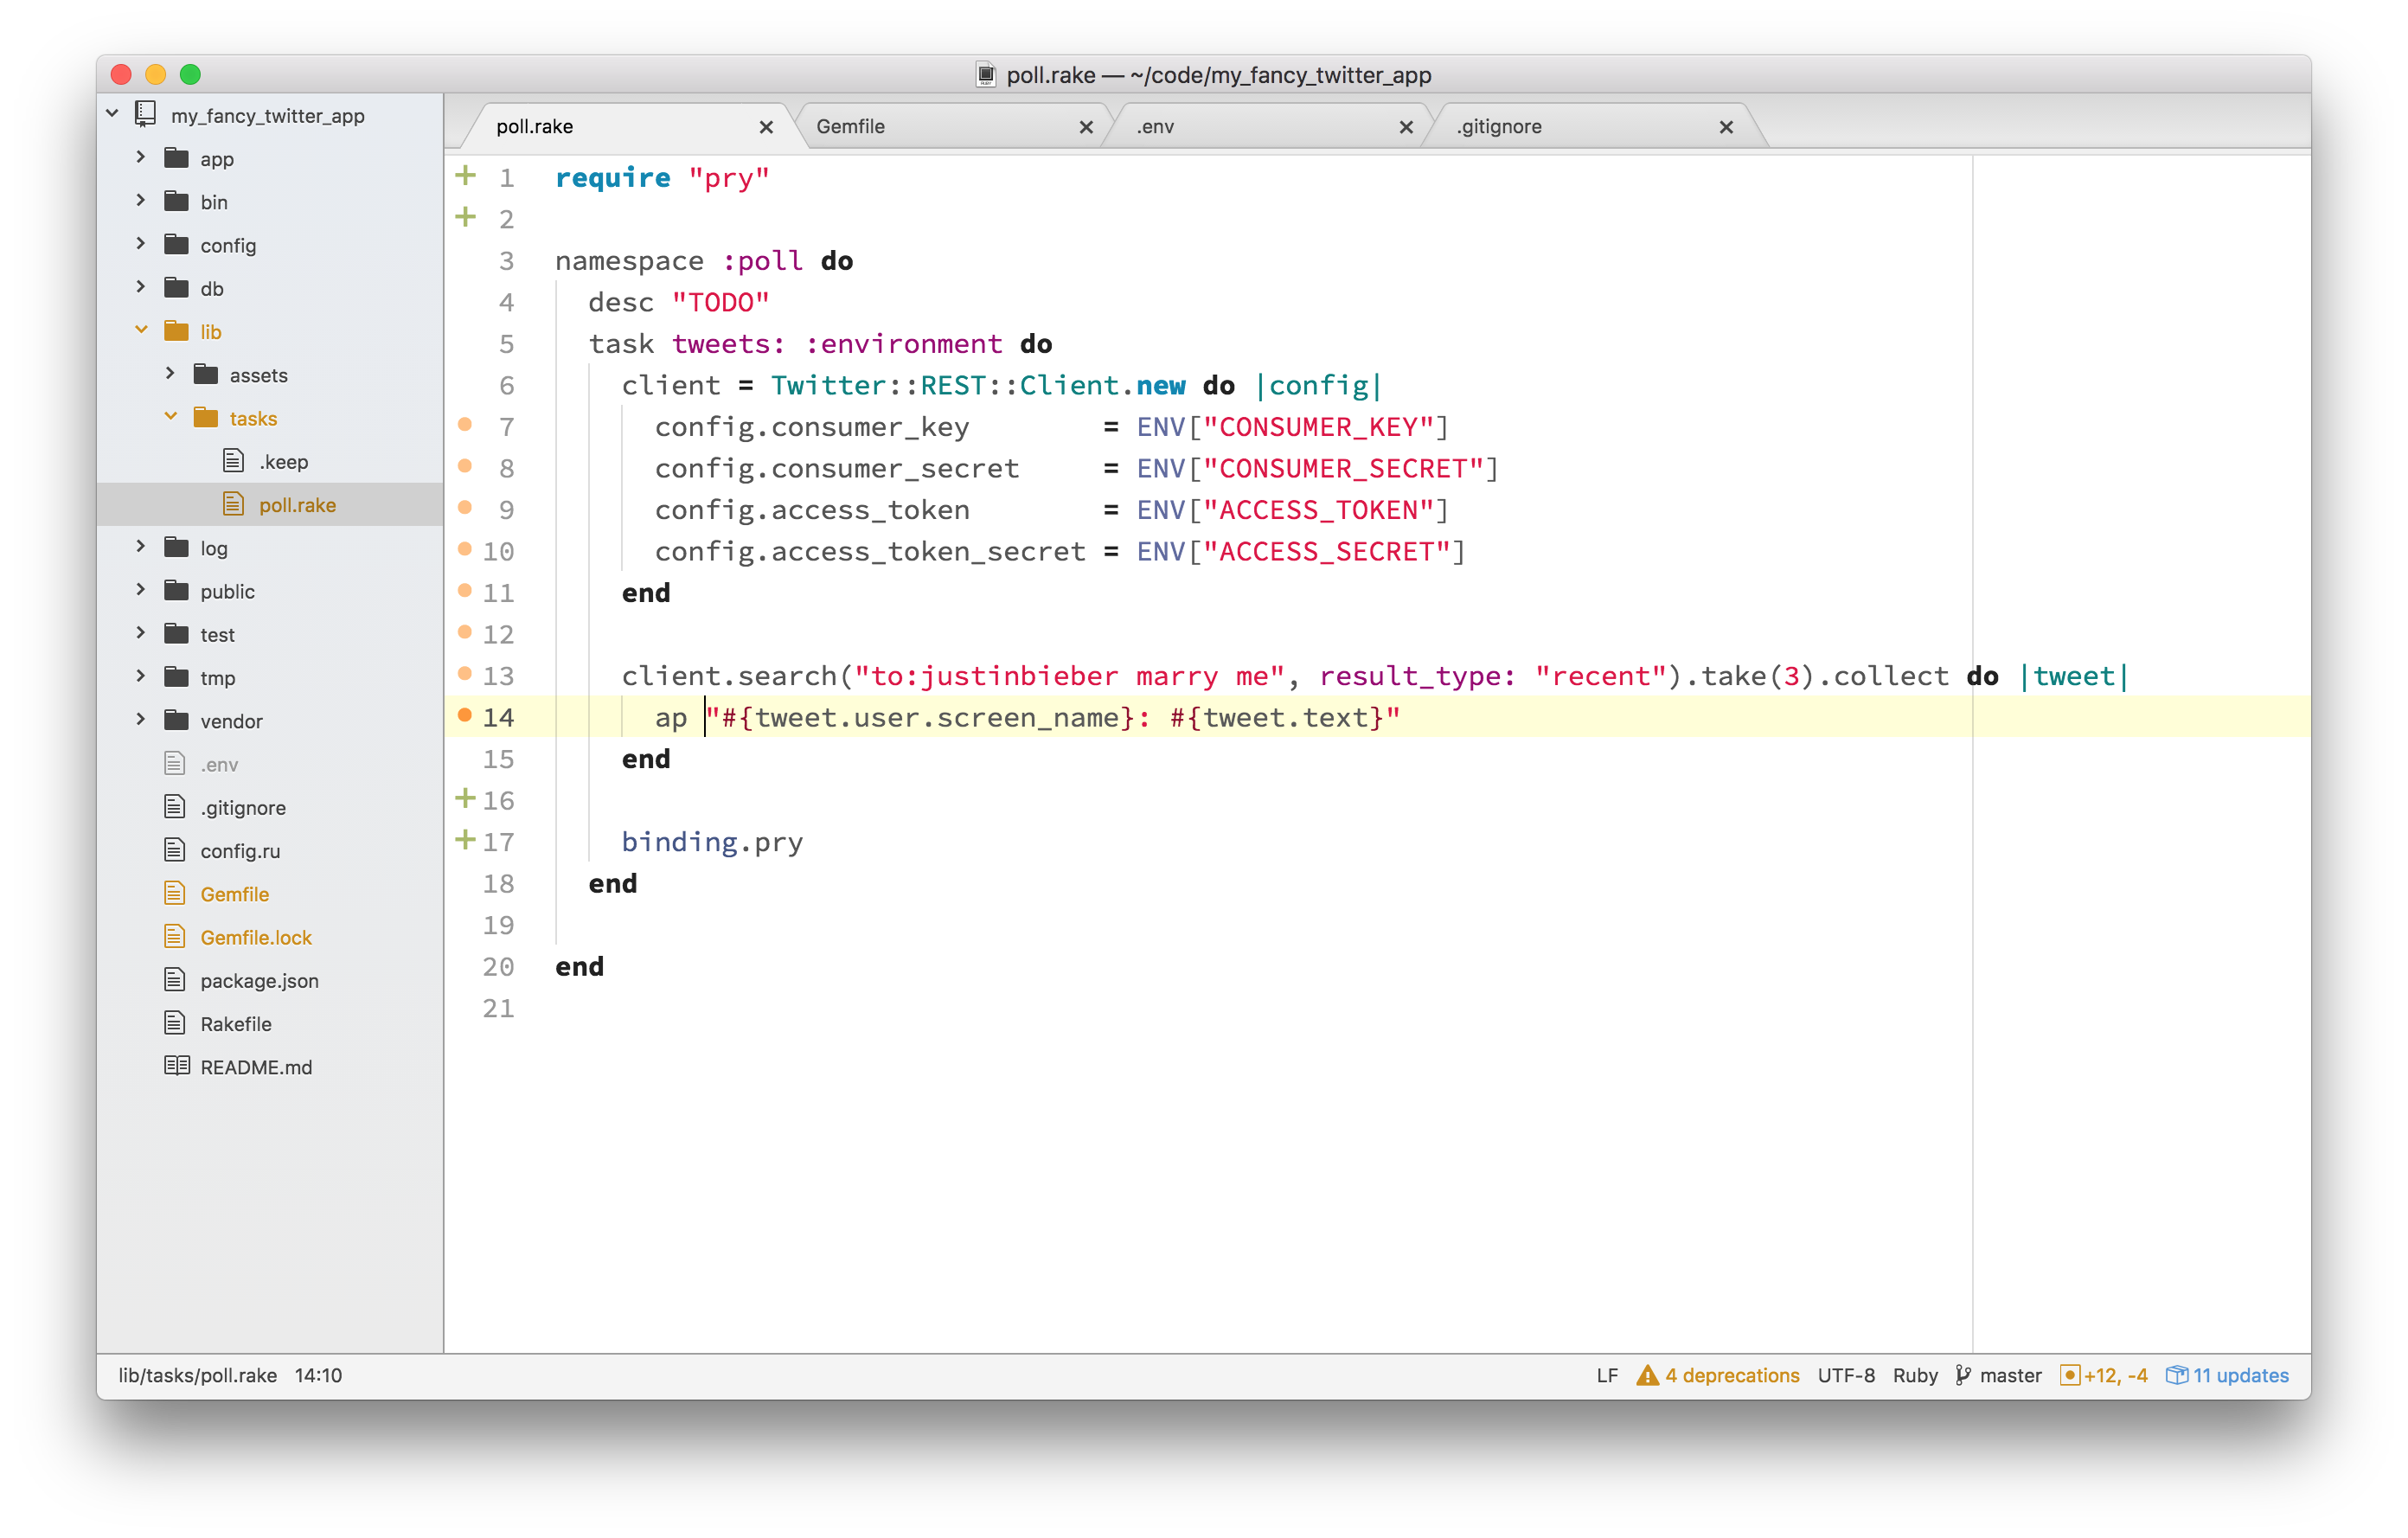 poll.rake — ~/code/my_fancy_twitter_app
my_fancy_twitter_app
app
bin
config
db
lib
assets
tasks
.keep
poll.rake
log
public
test
tmp
vendor
.env
.gitignore
config.ru
Gemfile
Gemfile.lock
package.json
Rakefile
README.md
poll.rake Gemfile .env .gitignore
1 require "pry"
2
3 namespace :poll do
4 desc "TODO"
5 task tweets: :environment do
6 client = Twitter::REST::Client.new do |config|
7 config.consumer_key = ENV["CONSUMER_KEY"]
8 config.consumer_secret = ENV["CONSUMER_SECRET"]
9 config.access_token = ENV["ACCESS_TOKEN"]
10 config.access_token_secret = ENV["ACCESS_SECRET"]
11 end
12
13 client.search("to:justinbieber marry me", result_type: "recent").take(3).collect do |tweet|
14 ap "#{tweet.user.screen_name}: #{tweet.text}"
15 end
16
17 binding.pry
18 end
19
20 end
21
lib/tasks/poll.rake 14:10 LF 4 deprecations UTF-8 Ruby master +12, -4 11 updates